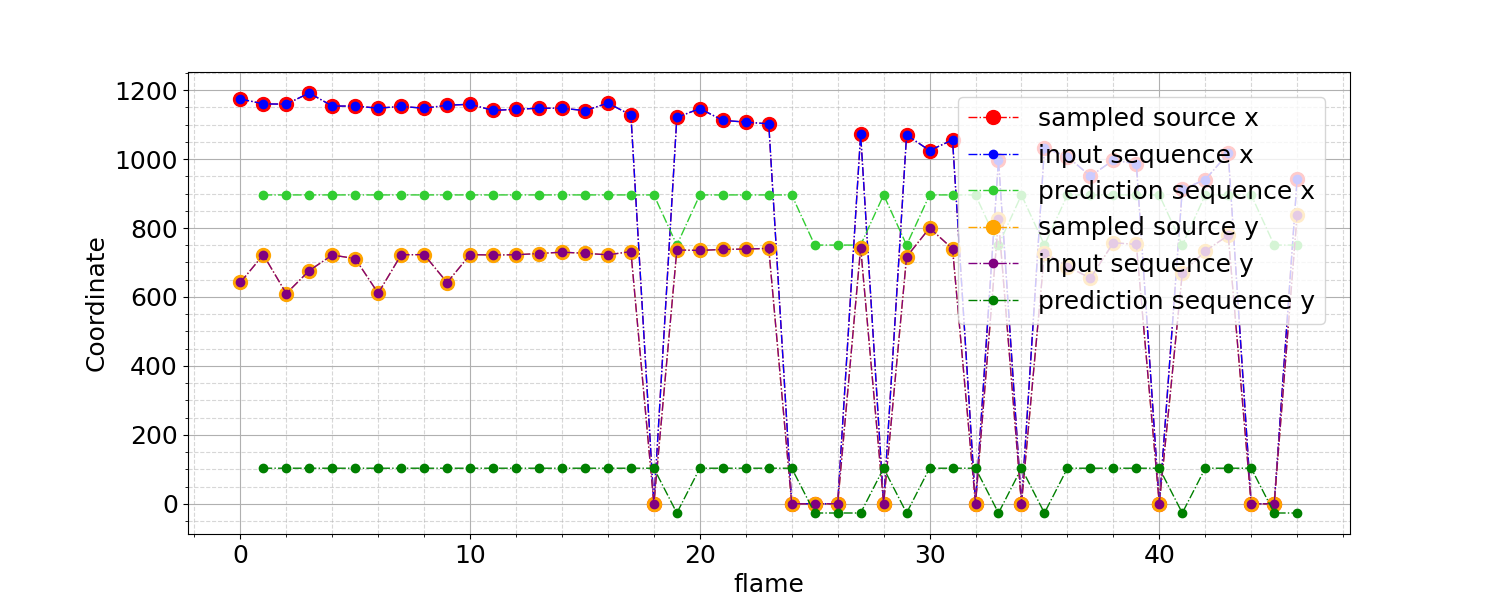 1200
1000
800
600
400
200
0
Coordinate
0 10 20 30 40
flame
sampled source x
input sequence x
prediction sequence x
sampled source y
input sequence y
prediction sequence y